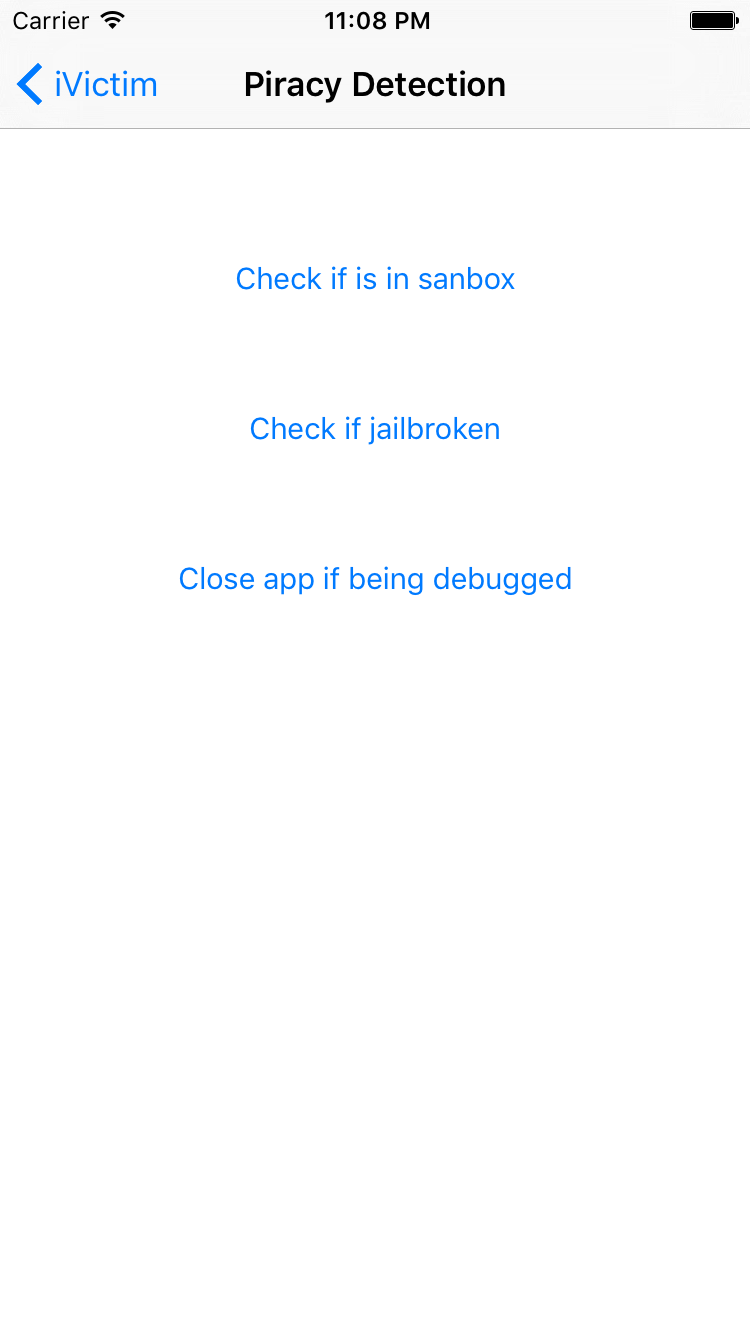 Carrier 11:08 PM
iVictim Piracy Detection
Check if is in sanbox
Check if jailbroken
Close app if being debugged